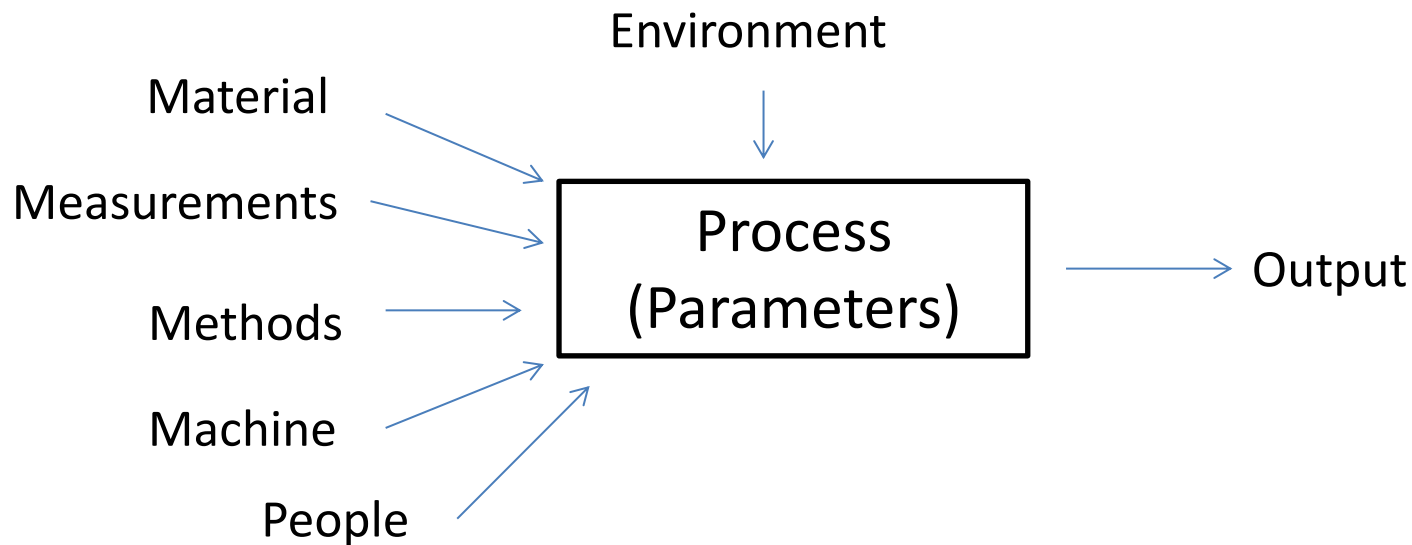 Environment
Material
Measurements
Methods
Machine
People
Process
(Parameters)
Output